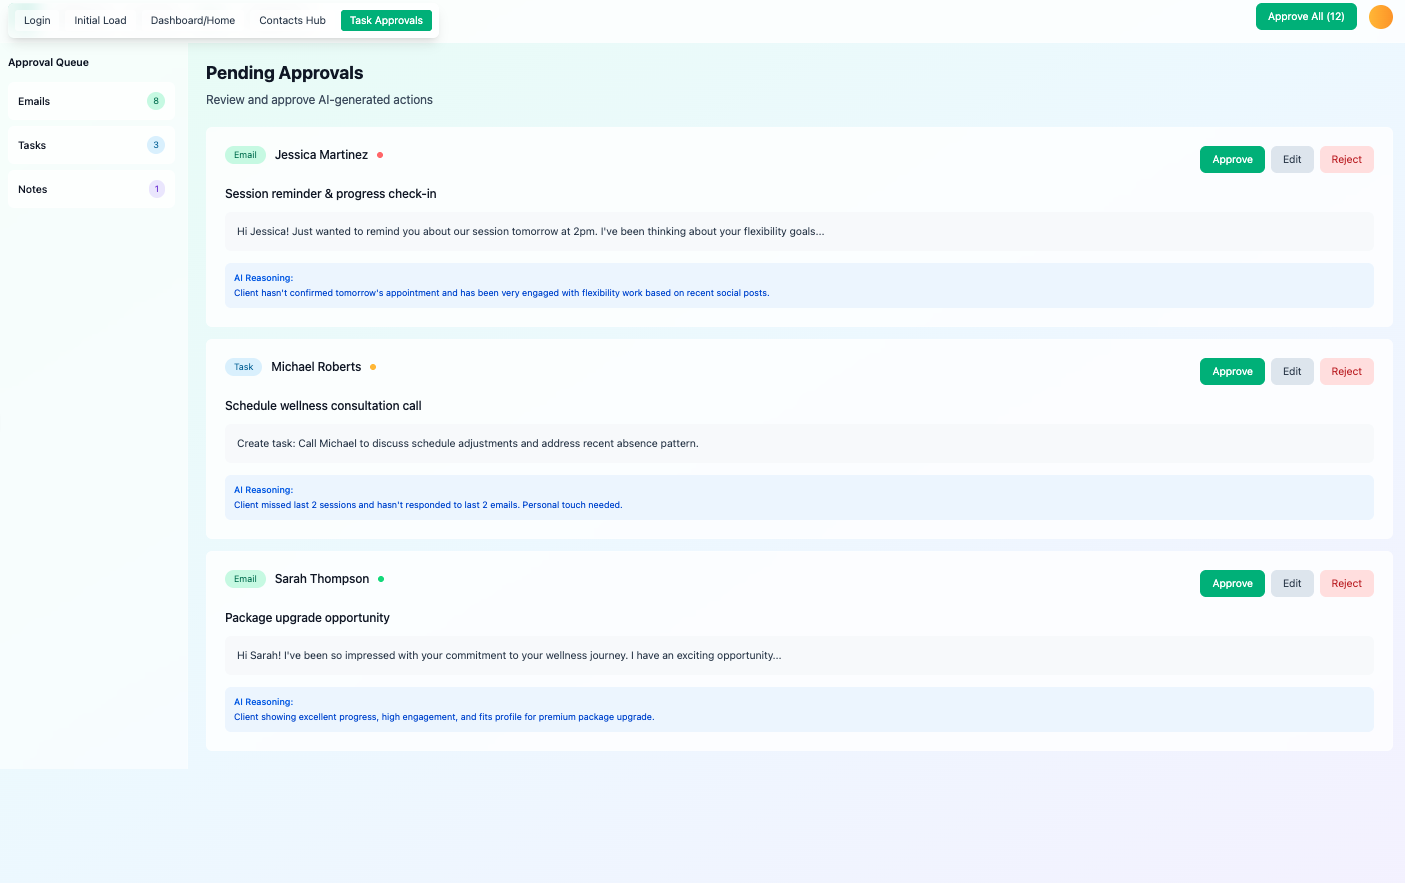 Login Initial Load Dashboard/Home Contacts Hub Task Approvals Approve All (12)
Approval Queue
Emails 8
Tasks 3
Notes 1
Pending Approvals
Review and approve AI-generated actions
Email Jessica Martinez Approve Edit Reject
Session reminder & progress check-in
Hi Jessica! Just wanted to remind you about our session tomorrow at 2pm. I've been thinking about your flexibility goals...
AI Reasoning:
Client hasn't confirmed tomorrow's appointment and has been very engaged with flexibility work based on recent social posts.
Task Michael Roberts Approve Edit Reject
Schedule wellness consultation call
Create task: Call Michael to discuss schedule adjustments and address recent absence pattern.
AI Reasoning:
Client missed last 2 sessions and hasn't responded to last 2 emails. Personal touch needed.
Email Sarah Thompson Approve Edit Reject
Package upgrade opportunity
Hi Sarah! I've been so impressed with your commitment to your wellness journey. I have an exciting opportunity...
AI Reasoning:
Client showing excellent progress, high engagement, and fits profile for premium package upgrade.